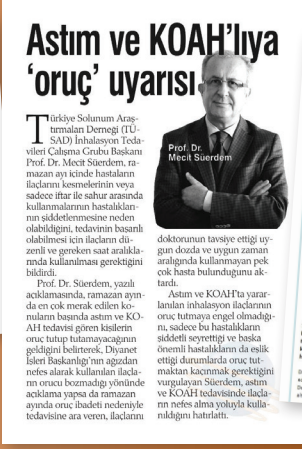 Astım ve KOAH'lıya
'oruç' uyarısı
Türkiye Solunum Araş-
tırmaları Derneği (TÜ-
SAD) İnhalasyon Teda-
vileri Çalışma Grubu Başkanı
Prof. Dr. Mecit Süerdem, ra-
mazan ayı içinde hastaların
ilaçlarını kesmelerinin veya
sadece iftar ile sahur arasında
kullanmalarının hastalıkları-
nın şiddetlenmesine neden
olabildiğini, tedavinin başarılı
olabilmesi için ilaçların dü-
zenli ve gereken saat aralıkla-
rında kullanılması gerektiğini
bildirdi.
Prof. Dr. Süerdem, yazılı
açıklamasında, ramazan ayın-
da en çok merak edilen ko-
nuların başında astım ve KO-
AH tedavisi gören kişilerin
oruç tutup tutamayacağının
geldiğini belirterek, Diyanet
İşleri Başkanlığı'nın ağızdan
nefes alarak kullanılan ilaçla-
rın orucu bozmadığı yönünde
açıklama yapsa da ramazan
ayında oruç ibadeti nedeniyle
tedavisine ara veren, ilaçlarını
Prof. Dr.
Mecit Süerdem
doktorunun tavsiye ettiği uy-
gun dozda ve uygun zaman
aralığında kullanmayan pek
çok hasta bulunduğunu ak-
tardı.
Astım ve KOAH'ta yarar-
lanılan inhalasyon ilaçlarının
oruç tutmaya engel olmadığı-
nı, sadece bu hastalıkların
şiddetli seyrettiği ve başka
önemli hastalıkların da eşlik
ettiği durumlarda oruç tut-
maktan kaçınmak gerektiğini
vurgulayan Süerdem, astım
ve KOAH tedavisinde ilaçla-
rın nefes alma yoluyla kulla-
nıldığını hatırlattı.